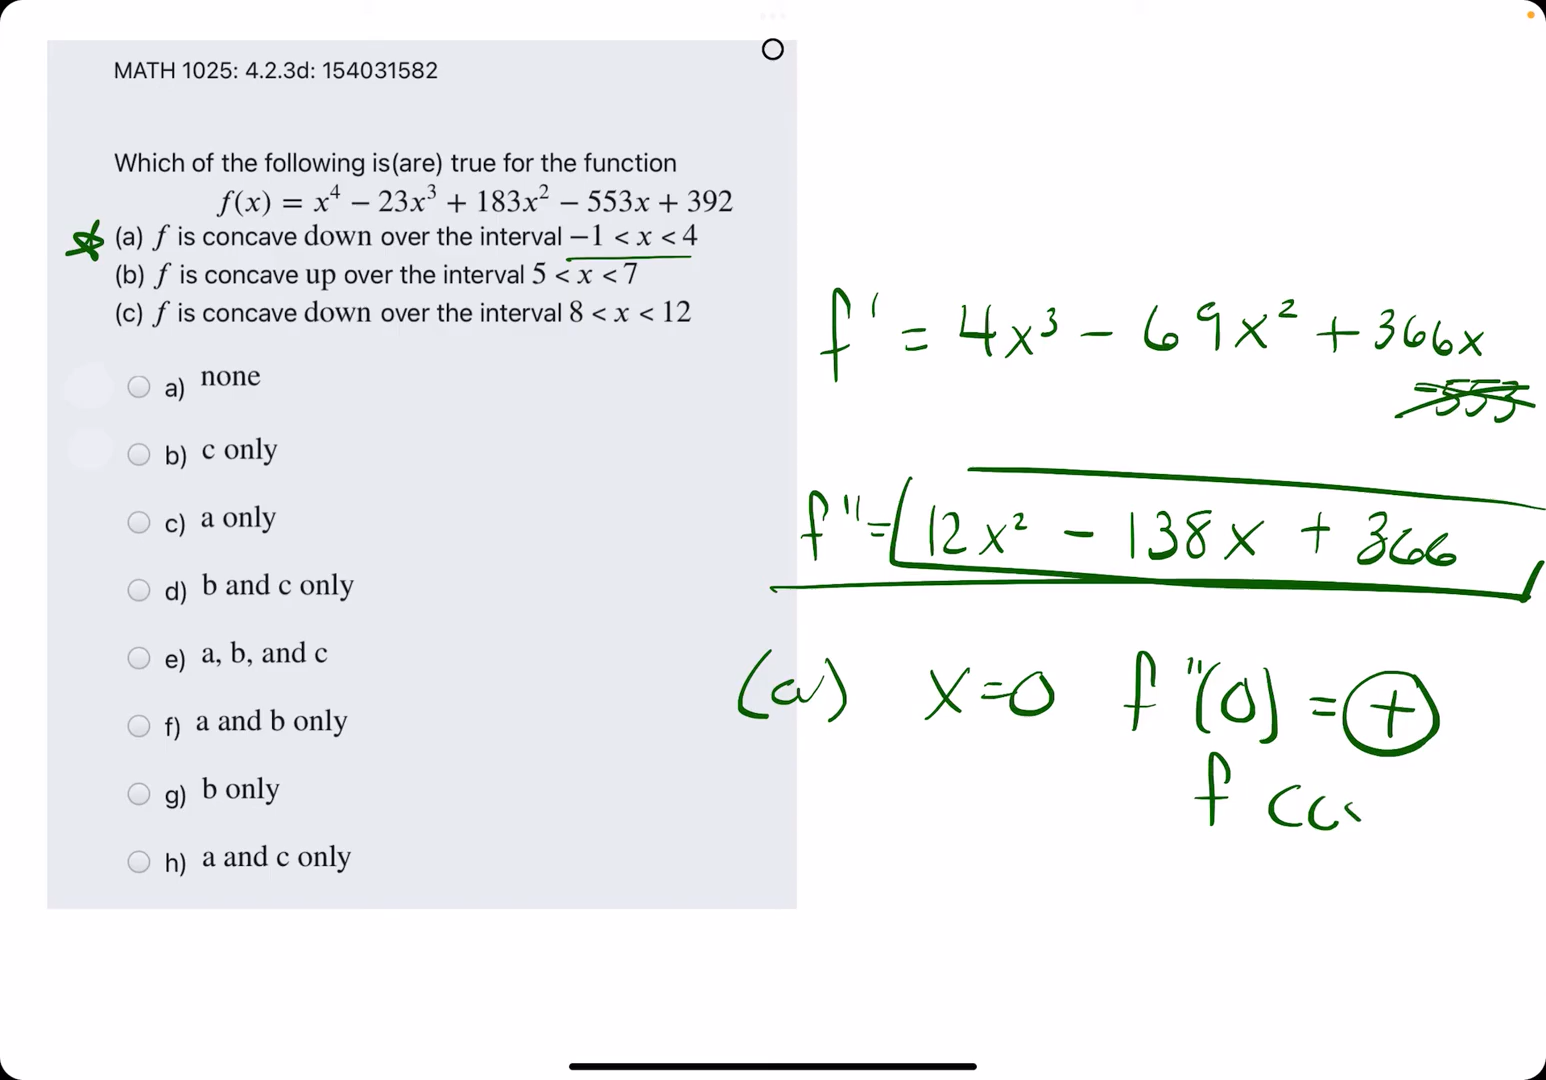 MATH 1025: 4.2.3d: 154031582
Which of the following is(are) true for the function
f(x) = x⁴ − 23x³ + 183x² − 553x + 392
(a) f is concave down over the interval −1 < x < 4
(b) f is concave up over the interval 5 < x < 7
(c) f is concave down over the interval 8 < x < 12
a) none
b) c only
c) a only
d) b and c only
e) a, b, and c
f) a and b only
g) b only
h) a and c only
f' = 4x³ − 69x² + 366x
−553
f'' = 12x² − 138x + 366
(a) x=0 f''(0) = +
f cc